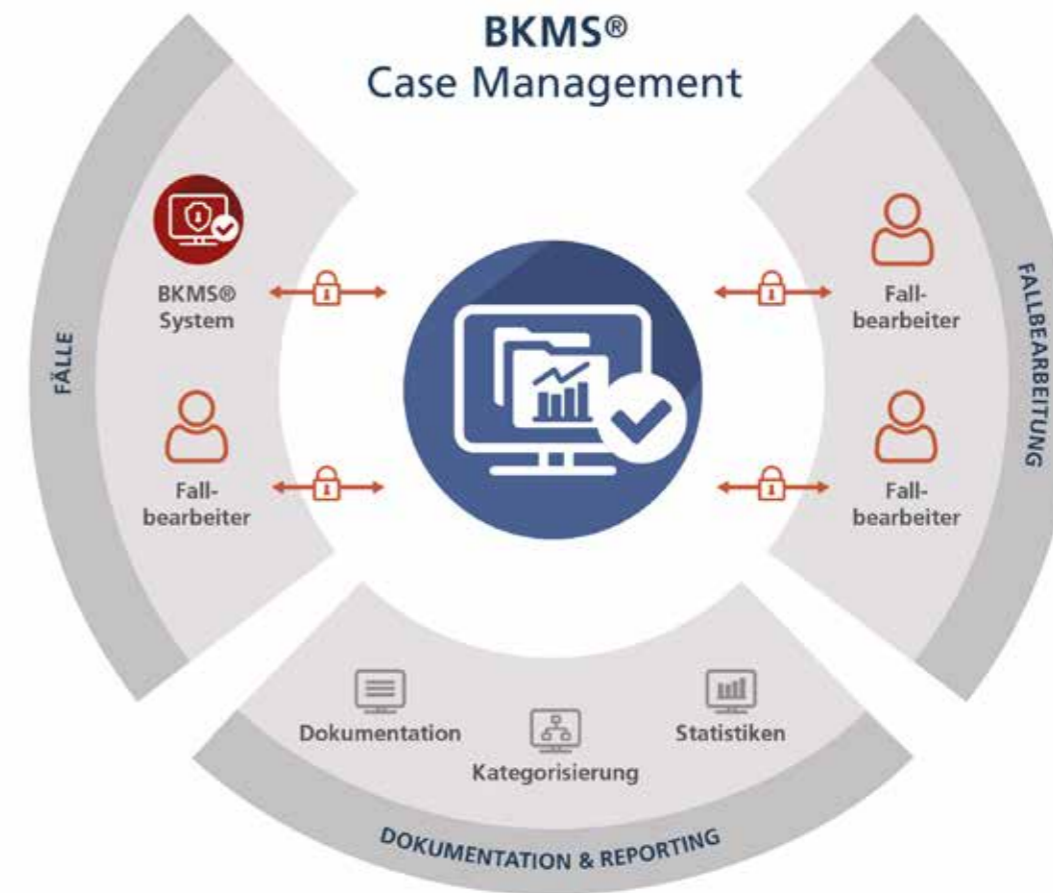 BKMS®
Case Management
FÄLLE
BKMS®
System
Fall-
bearbeiter
Fall-
bearbeiter
Fall-
bearbeiter
FALLBEARBEITUNG
Dokumentation
Kategorisierung
Statistiken
DOKUMENTATION & REPORTING